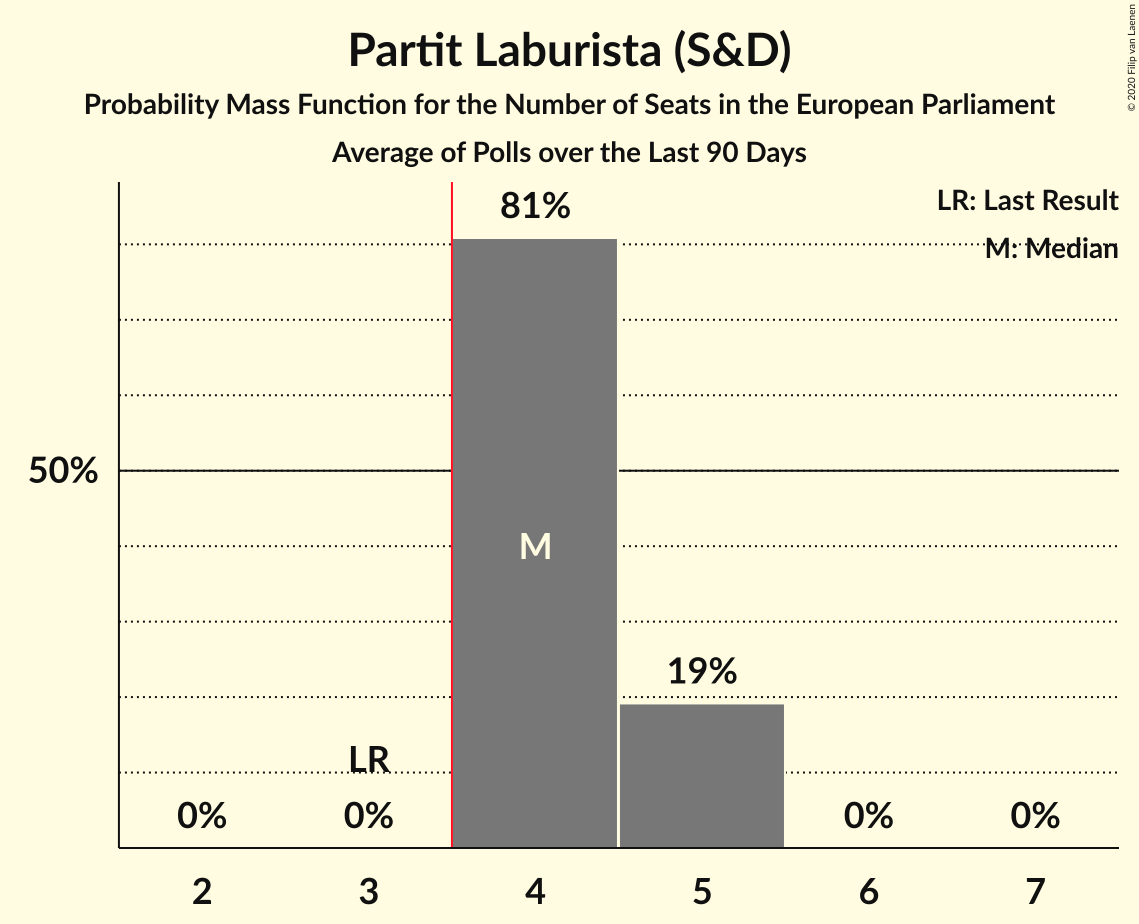 Partit Laburista (S&D)
Probability Mass Function for the Number of Seats in the European Parliament
Average of Polls over the Last 90 Days
© 2020 Filip van Laenen
LR: Last Result
M: Median
81%
50%
M
19%
LR
0% 0% 0% 0%
2 3 4 5 6 7